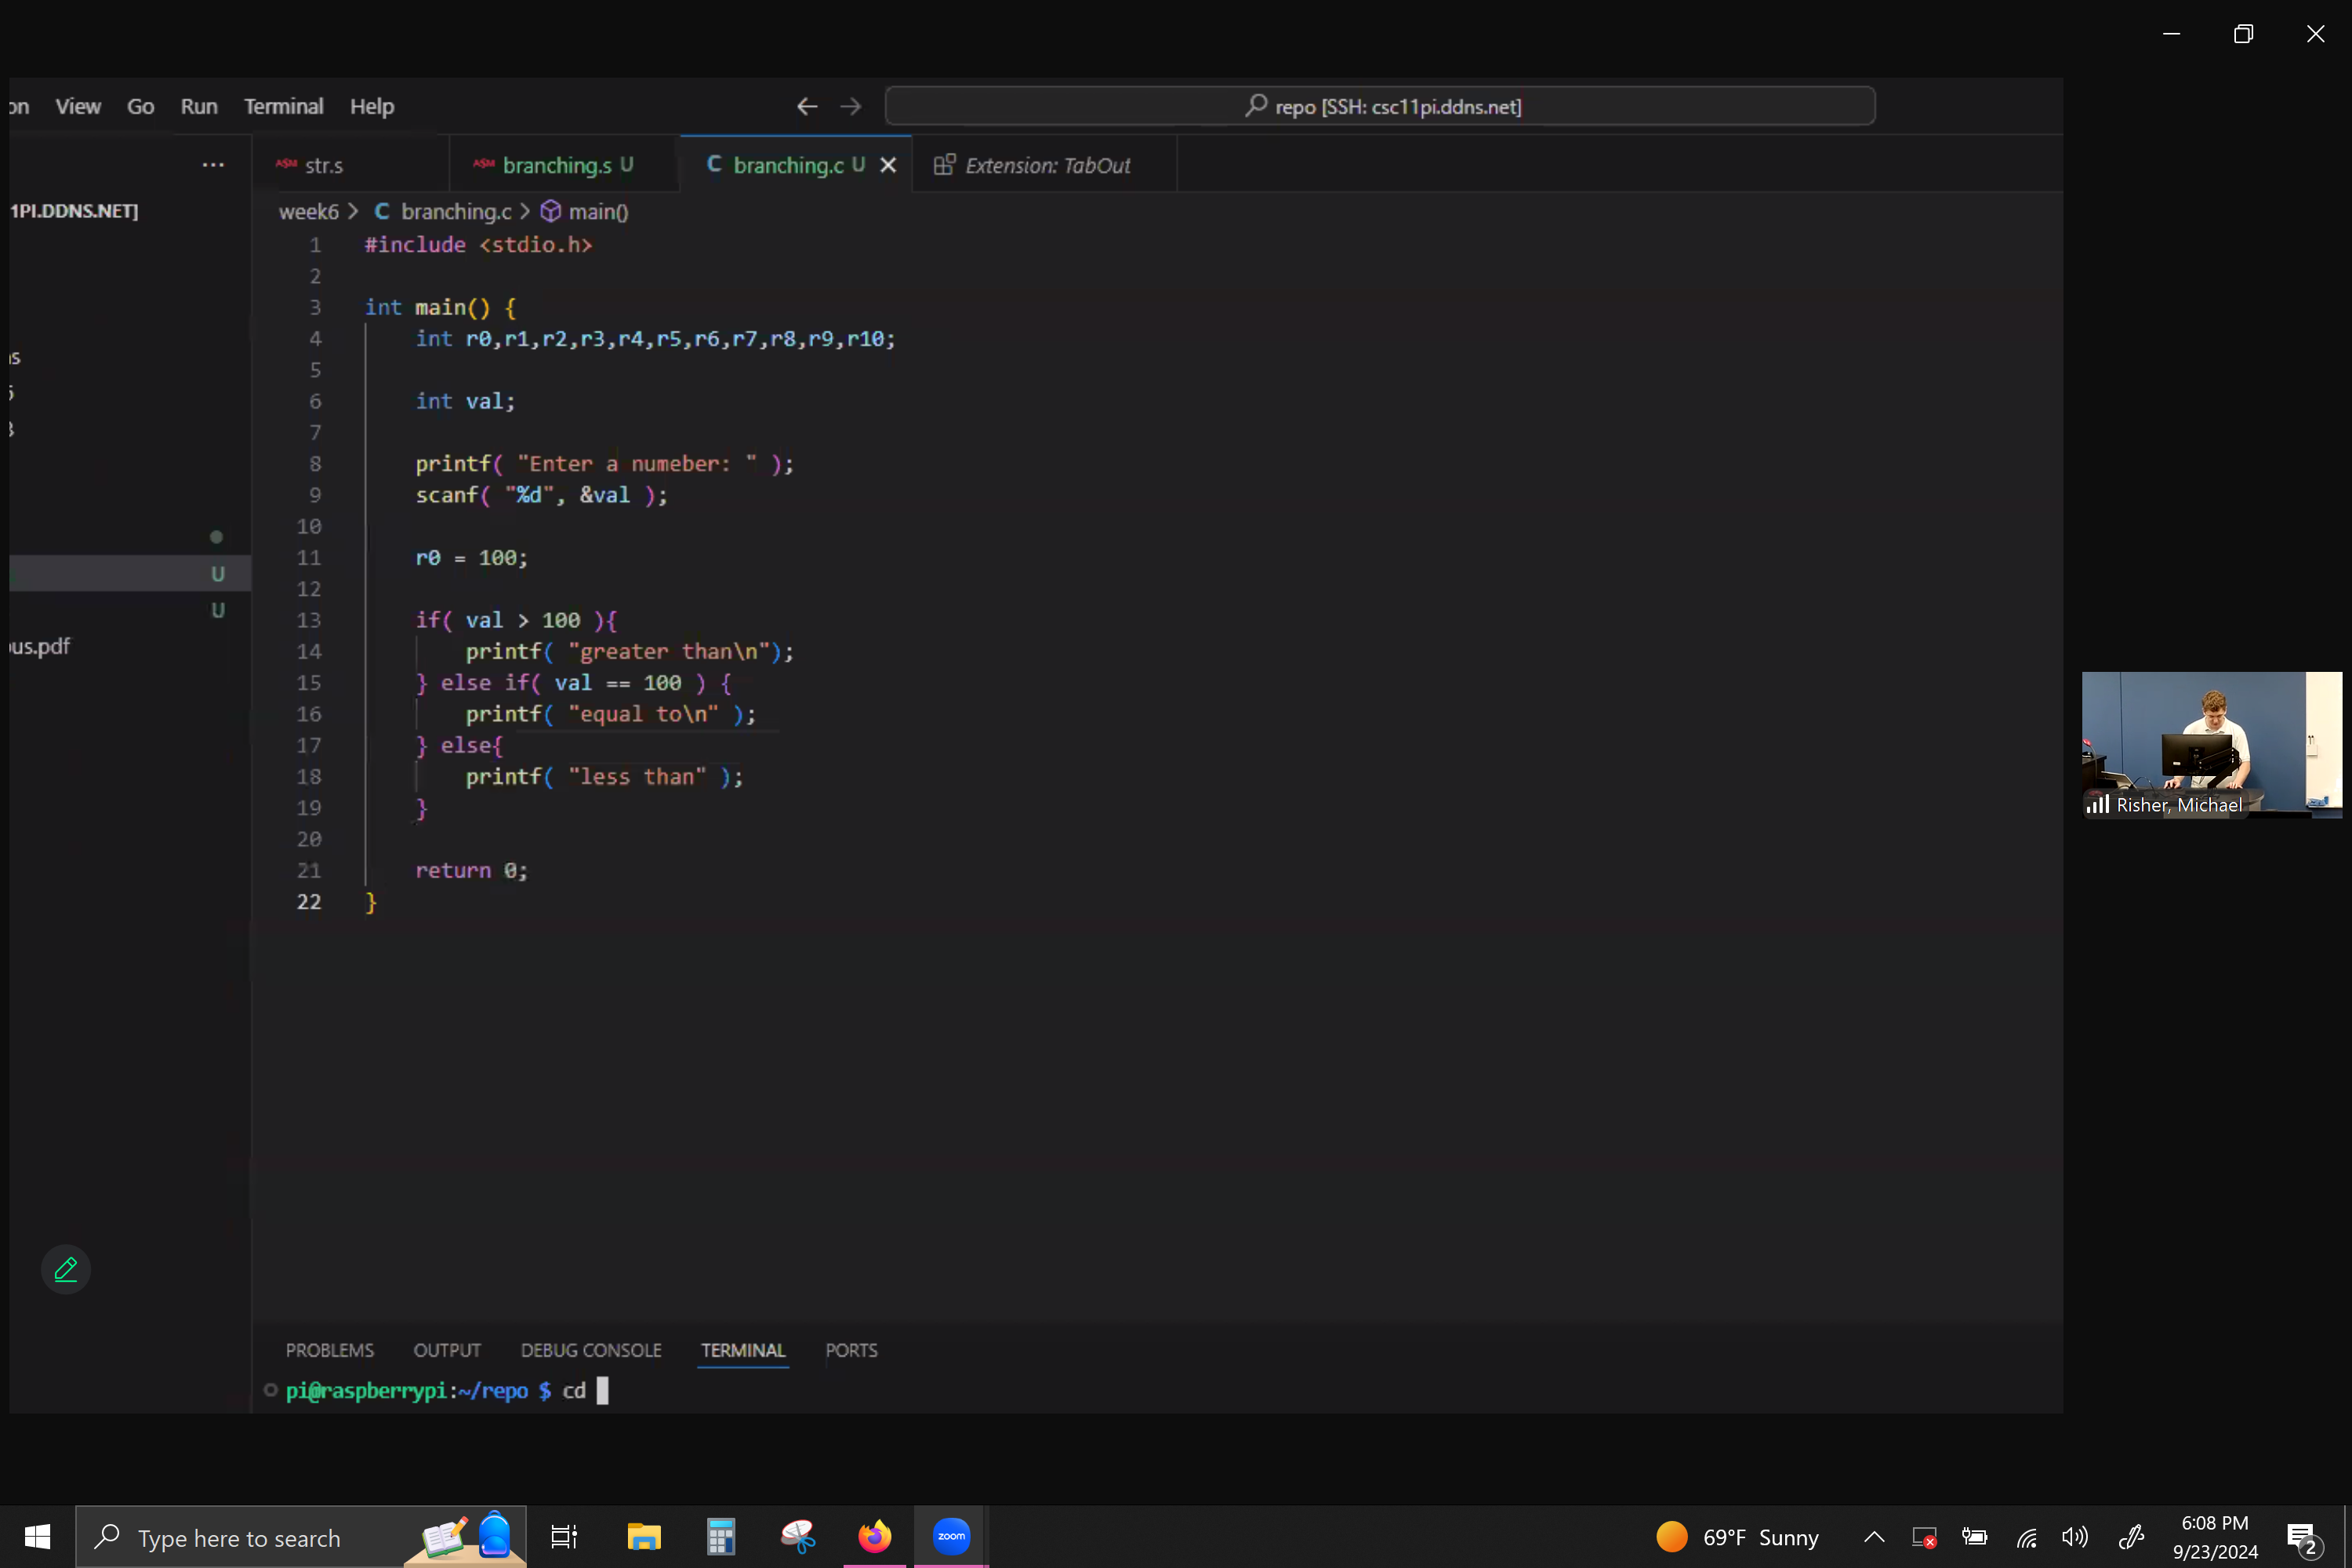 on View Go Run Terminal Help
repo [SSH: csc11pi.ddns.net]
··· ASM str.s ASM branching.s U C branching.c U Extension: TabOut
1PI.DDNS.NET]
week6 > C branching.c > main()
1 #include <stdio.h>
2
3 int main() {
4 int r0,r1,r2,r3,r4,r5,r6,r7,r8,r9,r10;
5
6 int val;
7
8 printf( "Enter a numeber: " );
9 scanf( "%d", &val );
10
11 r0 = 100;
12
13 if( val > 100 ){
14 printf( "greater than\n");
15 } else if( val == 100 ) {
16 printf( "equal to\n" );
17 } else{
18 printf( "less than" );
19 }
20
21 return 0;
22 }
U
U
us.pdf
Risher, Michael
PROBLEMS OUTPUT DEBUG CONSOLE TERMINAL PORTS
pi@raspberrypi:~/repo $ cd
Type here to search
zoom
69°F Sunny
6:08 PM
9/23/2024
2